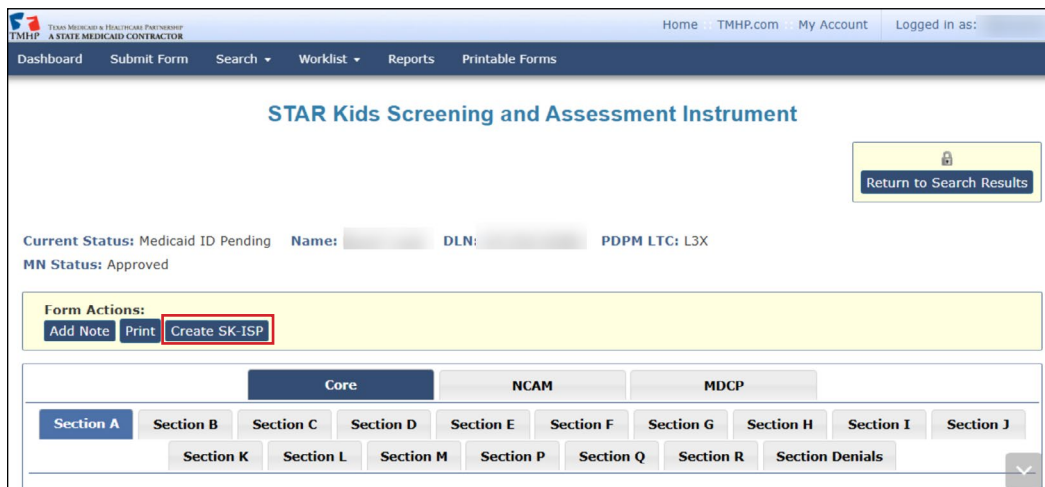 TMHP TEXAS MEDICAID & HEALTHCARE PARTNERSHIP
A STATE MEDICAID CONTRACTOR
Home :: TMHP.com :: My Account Logged in as:
Dashboard Submit Form Search Worklist Reports Printable Forms
STAR Kids Screening and Assessment Instrument
Return to Search Results
Current Status: Medicaid ID Pending Name: DLN: PDPM LTC: L3X
MN Status: Approved
Form Actions:
Add Note Print Create SK-ISP
Core NCAM MDCP
Section A Section B Section C Section D Section E Section F Section G Section H Section I Section J
Section K Section L Section M Section P Section Q Section R Section Denials